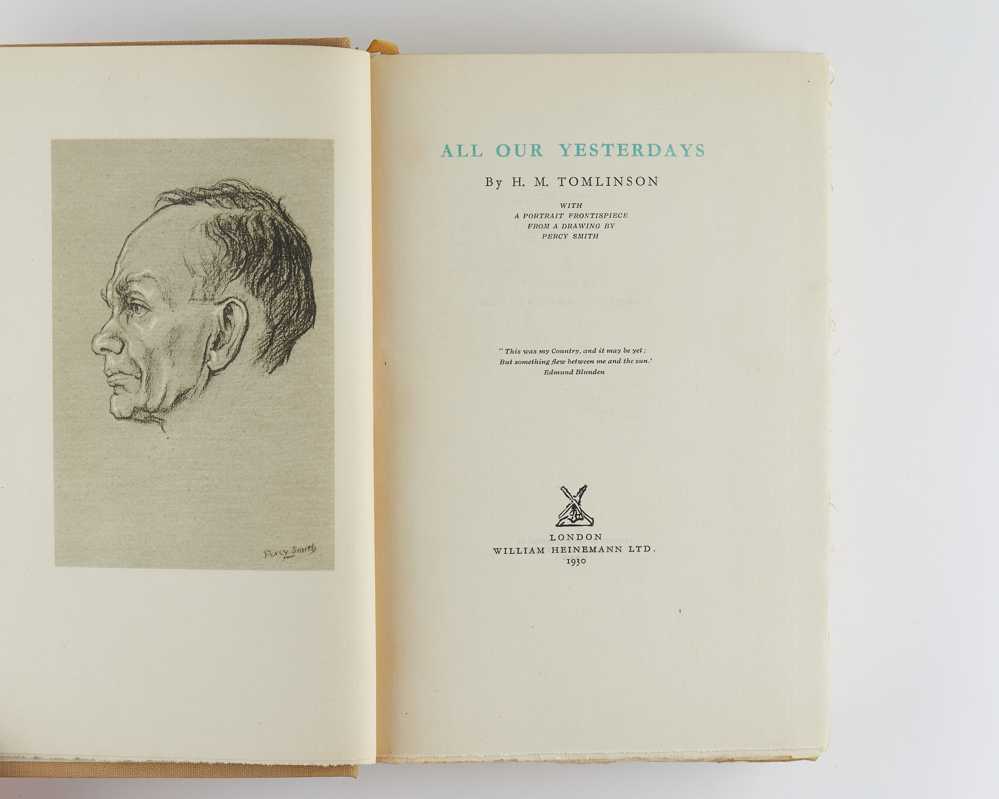 Percy Smith
ALL OUR YESTERDAYS
By H. M. TOMLINSON
WITH
A PORTRAIT FRONTISPIECE
FROM A DRAWING BY
PERCY SMITH
" This was my Country, and it may be yet ;
But something flew between me and the sun.'
Edmund Blunden
LONDON
WILLIAM HEINEMANN LTD.
1930